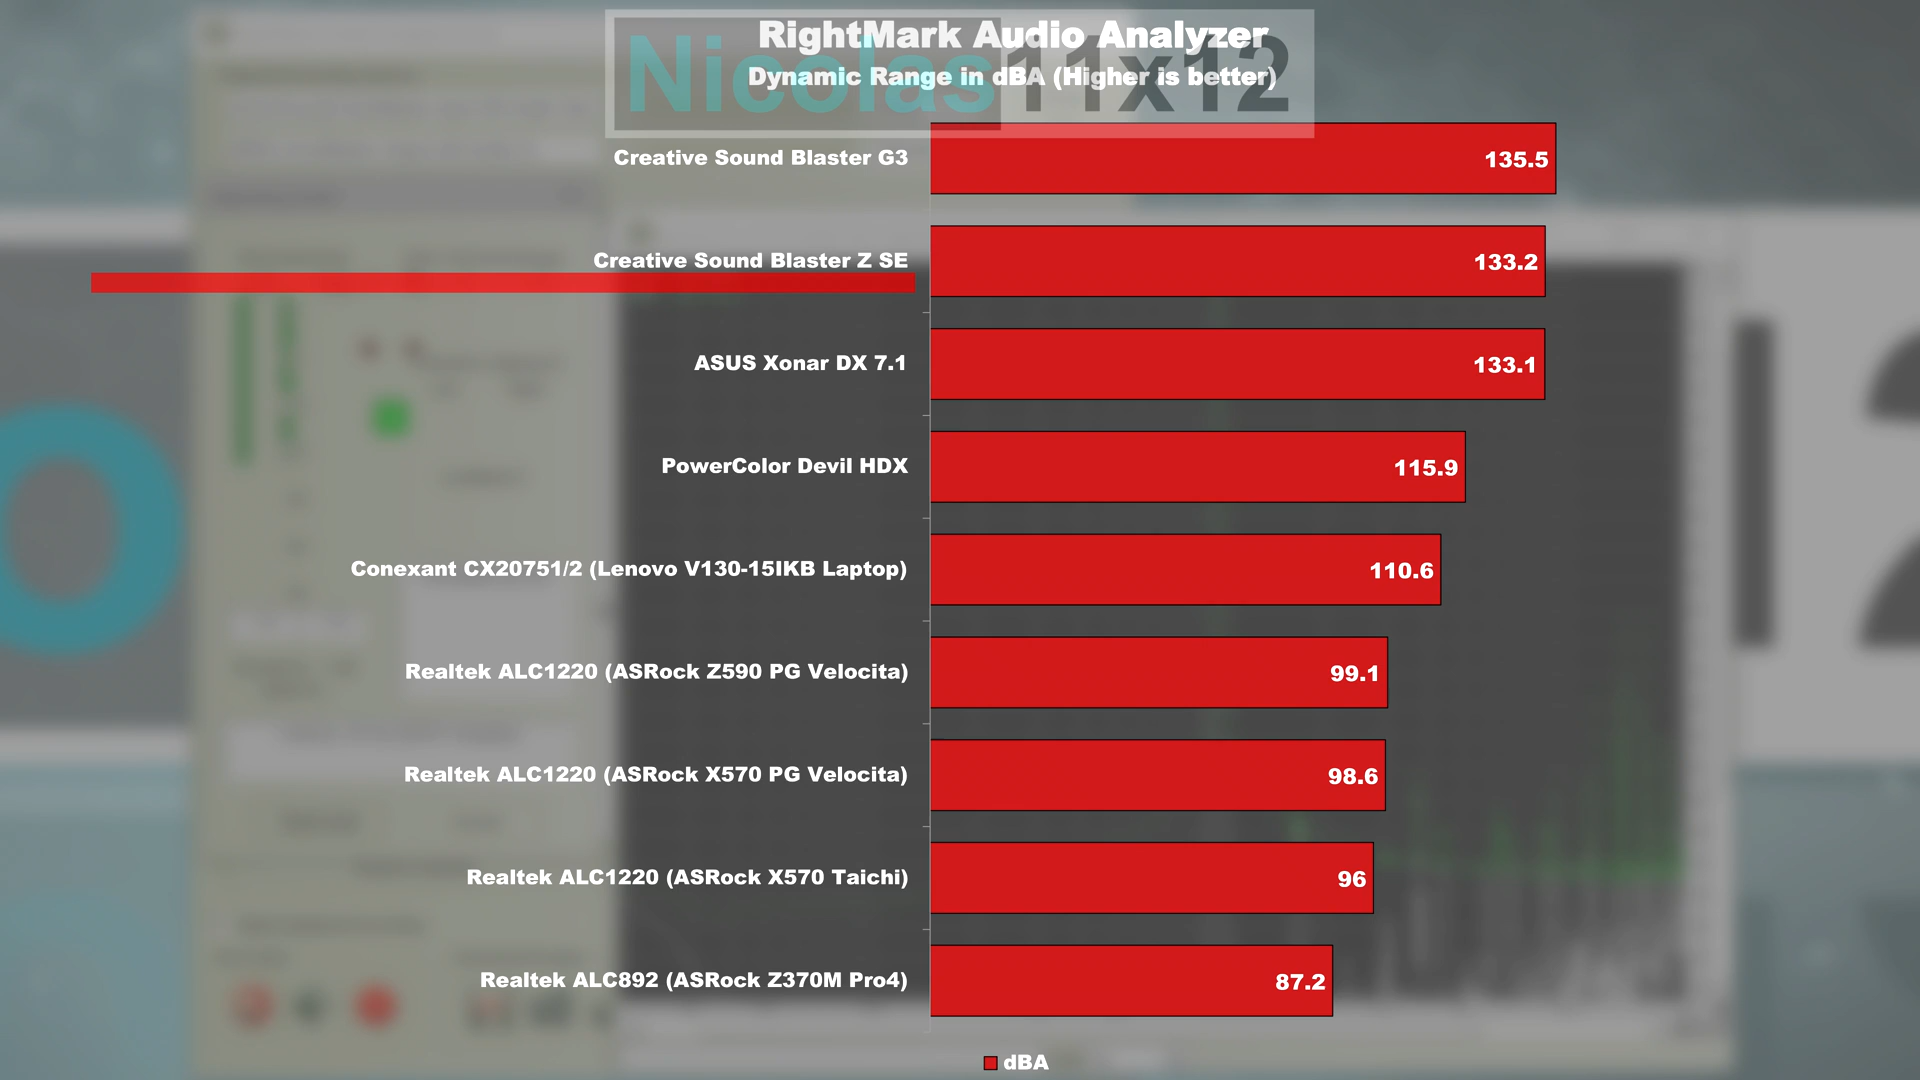 RightMark Audio Analyzer
Nicolas11x12
Dynamic Range in dBA (Higher is better)
Creative Sound Blaster G3 135.5
Creative Sound Blaster Z SE 133.2
ASUS Xonar DX 7.1 133.1
PowerColor Devil HDX 115.9
Conexant CX20751/2 (Lenovo V130-15IKB Laptop) 110.6
Realtek ALC1220 (ASRock Z590 PG Velocita) 99.1
Realtek ALC1220 (ASRock X570 PG Velocita) 98.6
Realtek ALC1220 (ASRock X570 Taichi) 96
Realtek ALC892 (ASRock Z370M Pro4) 87.2
dBA